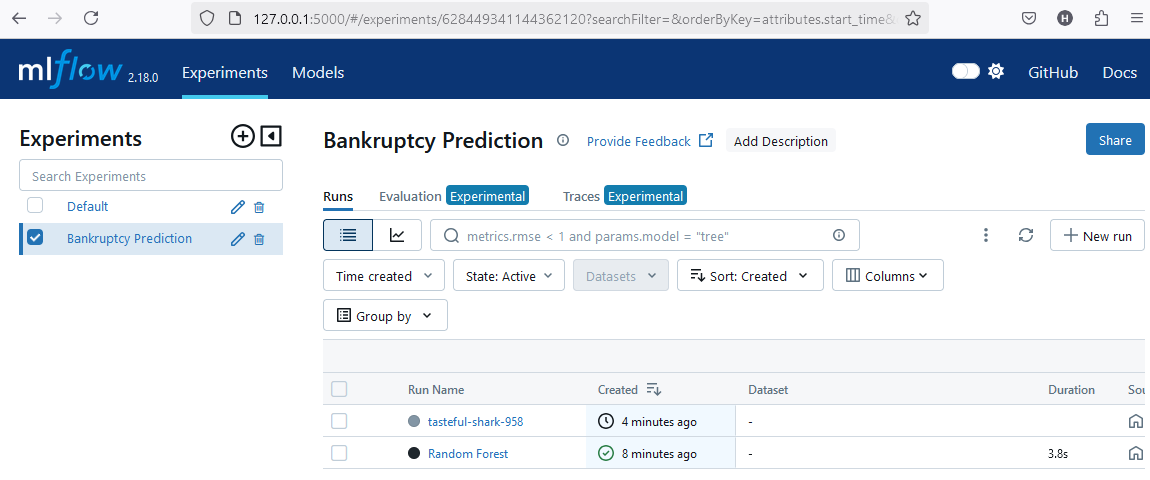 127.0.0.1:5000/#/experiments/628449341144362120?searchFilter=&orderByKey=attributes.start_time&
H
mlflow 2.18.0 Experiments Models GitHub Docs
Experiments
Search Experiments
Default
Bankruptcy Prediction
Bankruptcy Prediction Provide Feedback Add Description Share
Runs Evaluation Experimental Traces Experimental
metrics.rmse < 1 and params.model = "tree" New run
Time created State: Active Datasets Sort: Created Columns
Group by
Run Name Created Dataset Duration Sou
tasteful-shark-958 4 minutes ago -
Random Forest 8 minutes ago - 3.8s